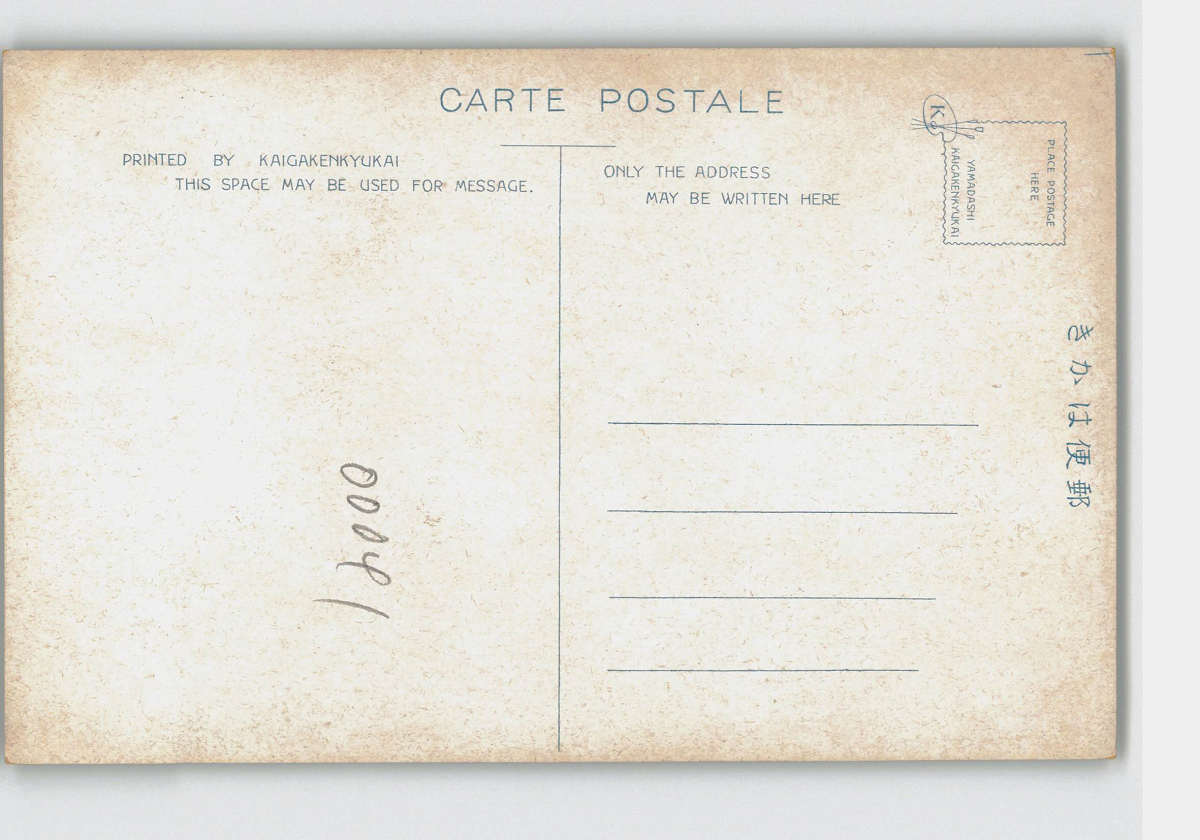 CARTE POSTALE
PRINTED BY KAIGAKENKYUKAI
THIS SPACE MAY BE USED FOR MESSAGE.
ONLY THE ADDRESS
MAY BE WRITTEN HERE
K
PLACE POSTAGE
HERE
YAMADASHI
KAIGAKENKYUKAI
郵便はかき